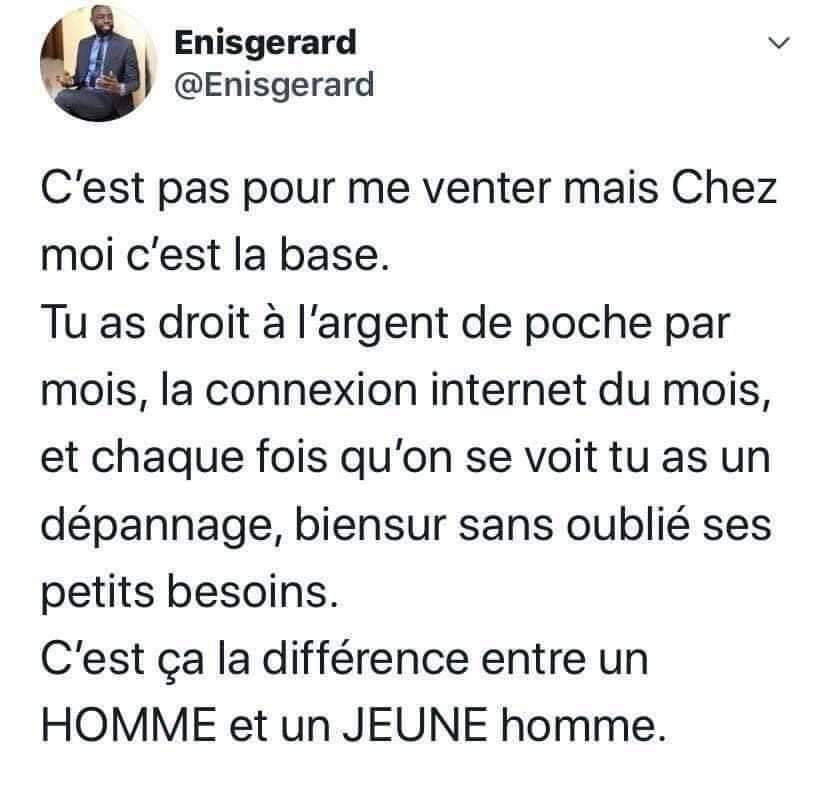 Enisgerard
@Enisgerard
C'est pas pour me venter mais Chez
moi c'est la base.
Tu as droit à l'argent de poche par
mois, la connexion internet du mois,
et chaque fois qu'on se voit tu as un
dépannage, biensur sans oublié ses
petits besoins.
C'est ça la différence entre un
HOMME et un JEUNE homme.